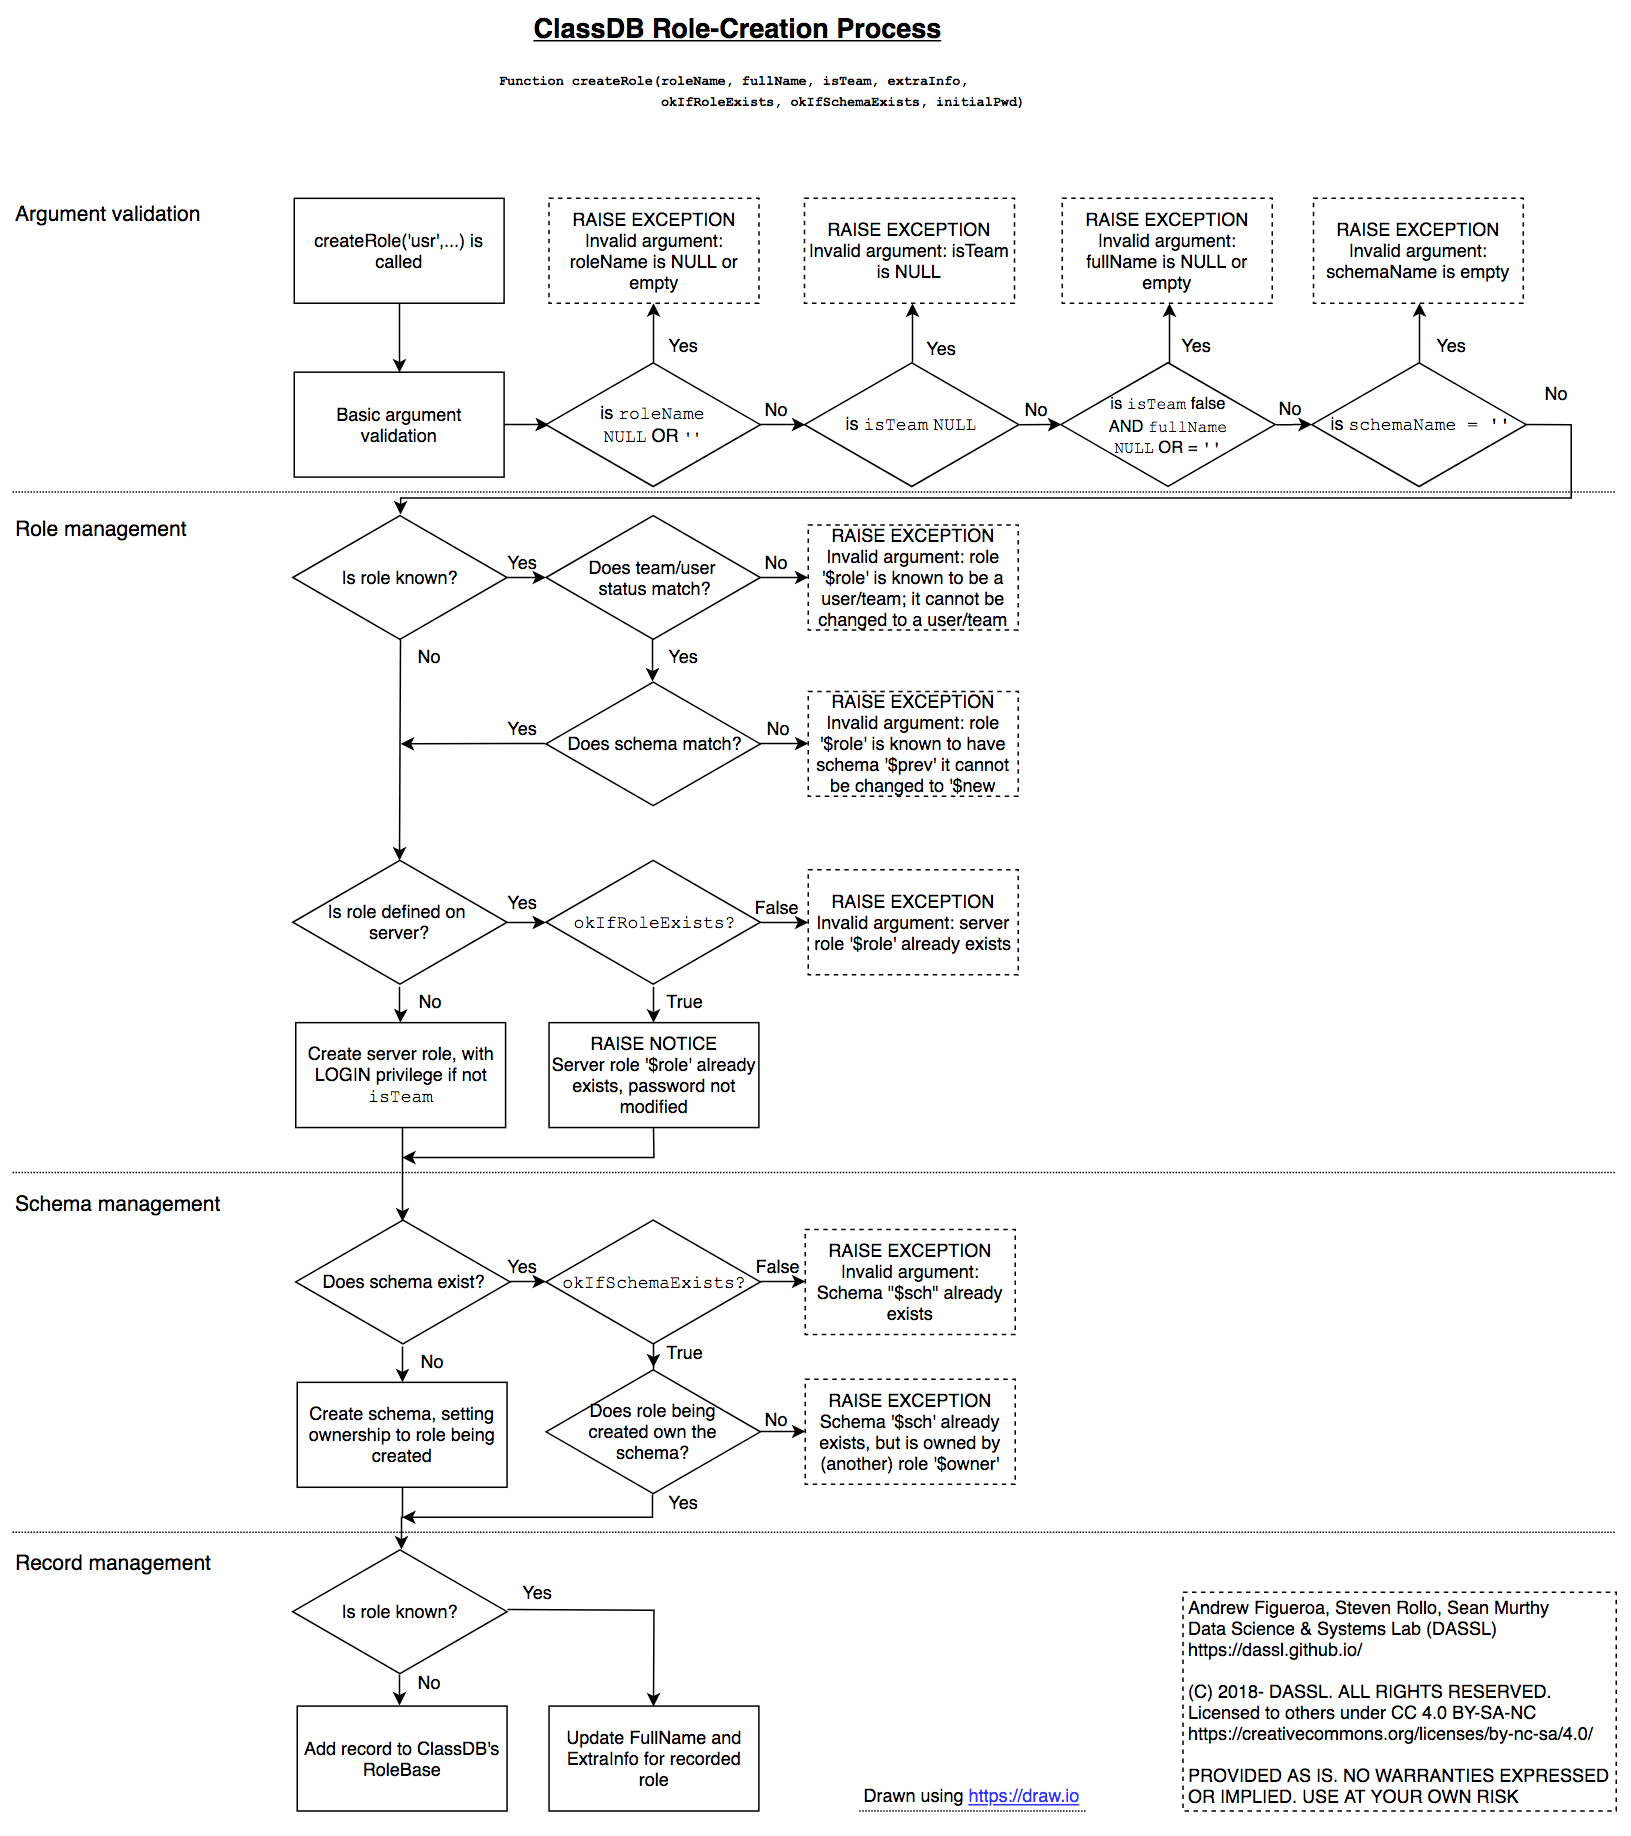 ClassDB Role-Creation Process
Function createRole(roleName, fullName, isTeam, extraInfo,
okIfRoleExists, okIfSchemaExists, initialPwd)
Argument validation
createRole('usr',...) is
called
RAISE EXCEPTION
Invalid argument:
roleName is NULL or
empty
RAISE EXCEPTION
Invalid argument: isTeam
is NULL
RAISE EXCEPTION
Invalid argument:
fullName is NULL or
empty
RAISE EXCEPTION
Invalid argument:
schemaName is empty
Yes
Yes
Yes
Yes
Basic argument
validation
is roleName
NULL OR ''
No
is isTeam NULL
No
is isTeam false
AND fullName
NULL OR = ''
No
is schemaName = ''
No
Role management
Is role known?
Yes
Does team/user
status match?
No
RAISE EXCEPTION
Invalid argument: role
'$role' is known to be a
user/team; it cannot be
changed to a user/team
No
Yes
Yes
Does schema match?
No
RAISE EXCEPTION
Invalid argument: role
'$role' is known to have
schema '$prev' it cannot
be changed to '$new
Is role defined on
server?
Yes
okIfRoleExists?
False
RAISE EXCEPTION
Invalid argument: server
role '$role' already exists
No
True
Create server role, with
LOGIN privilege if not
isTeam
RAISE NOTICE
Server role '$role' already
exists, password not
modified
Schema management
Does schema exist?
Yes
okIfSchemaExists?
False
RAISE EXCEPTION
Invalid argument:
Schema "$sch" already
exists
No
True
Create schema, setting
ownership to role being
created
Does role being
created own the
schema?
No
RAISE EXCEPTION
Schema '$sch' already
exists, but is owned by
(another) role '$owner'
Yes
Record management
Is role known?
Yes
No
Add record to ClassDB's
RoleBase
Update FullName and
ExtraInfo for recorded
role
Drawn using https://draw.io
Andrew Figueroa, Steven Rollo, Sean Murthy
Data Science & Systems Lab (DASSL)
https://dassl.github.io/
(C) 2018- DASSL. ALL RIGHTS RESERVED.
Licensed to others under CC 4.0 BY-SA-NC
https://creativecommons.org/licenses/by-nc-sa/4.0/
PROVIDED AS IS. NO WARRANTIES EXPRESSED
OR IMPLIED. USE AT YOUR OWN RISK